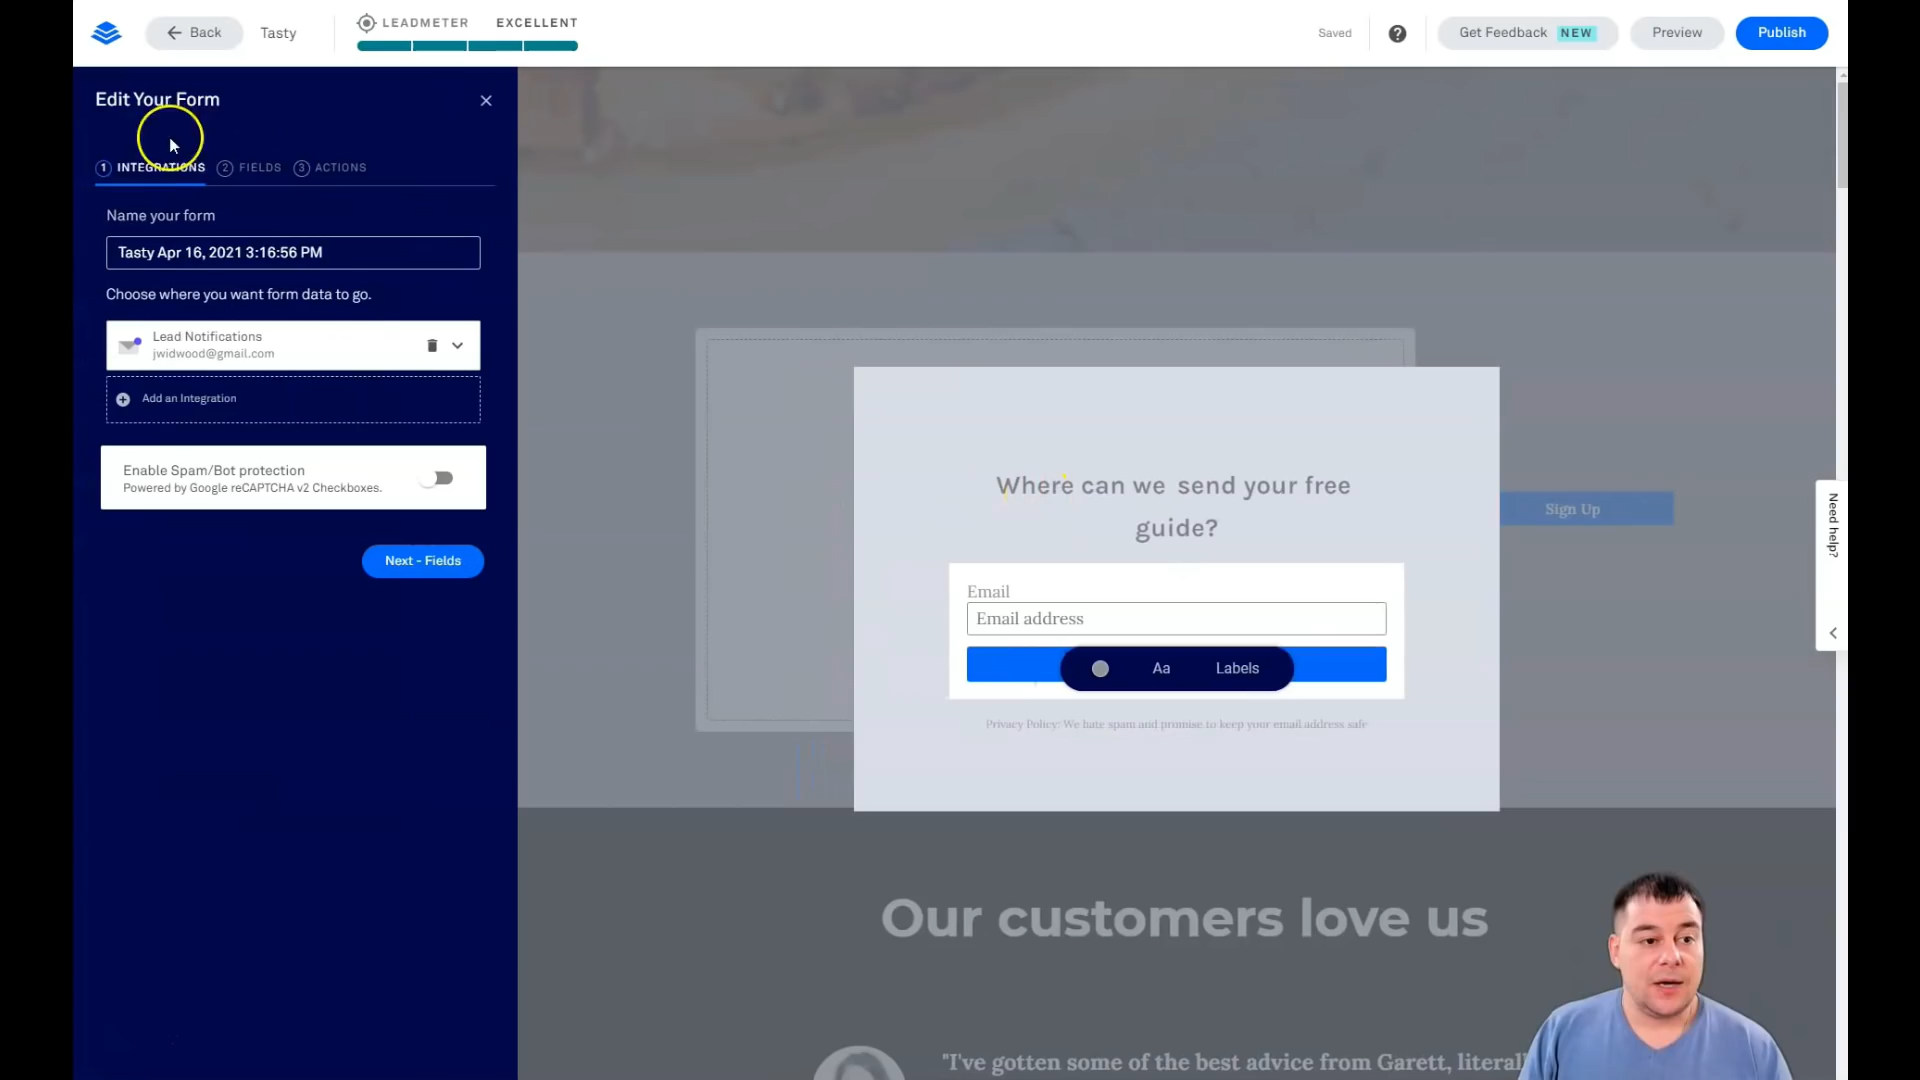 Back
Tasty
LEADMETER EXCELLENT
Saved
?
Get Feedback NEW
Preview
Publish
Edit Your Form
1 INTEGRATIONS
2 FIELDS
3 ACTIONS
Name your form
Tasty Apr 16, 2021 3:16:56 PM
Choose where you want form data to go.
Lead Notifications
jwidwood@gmail.com
Add an Integration
Enable Spam/Bot protection
Powered by Google reCAPTCHA v2 Checkboxes.
Next - Fields
Where can we send your free
guide?
Email
Email address
Aa
Labels
Privacy Policy: We hate spam and promise to keep your email address safe
Sign Up
Need help?
Our customers love us
"I've gotten some of the best advice from Garett, literall